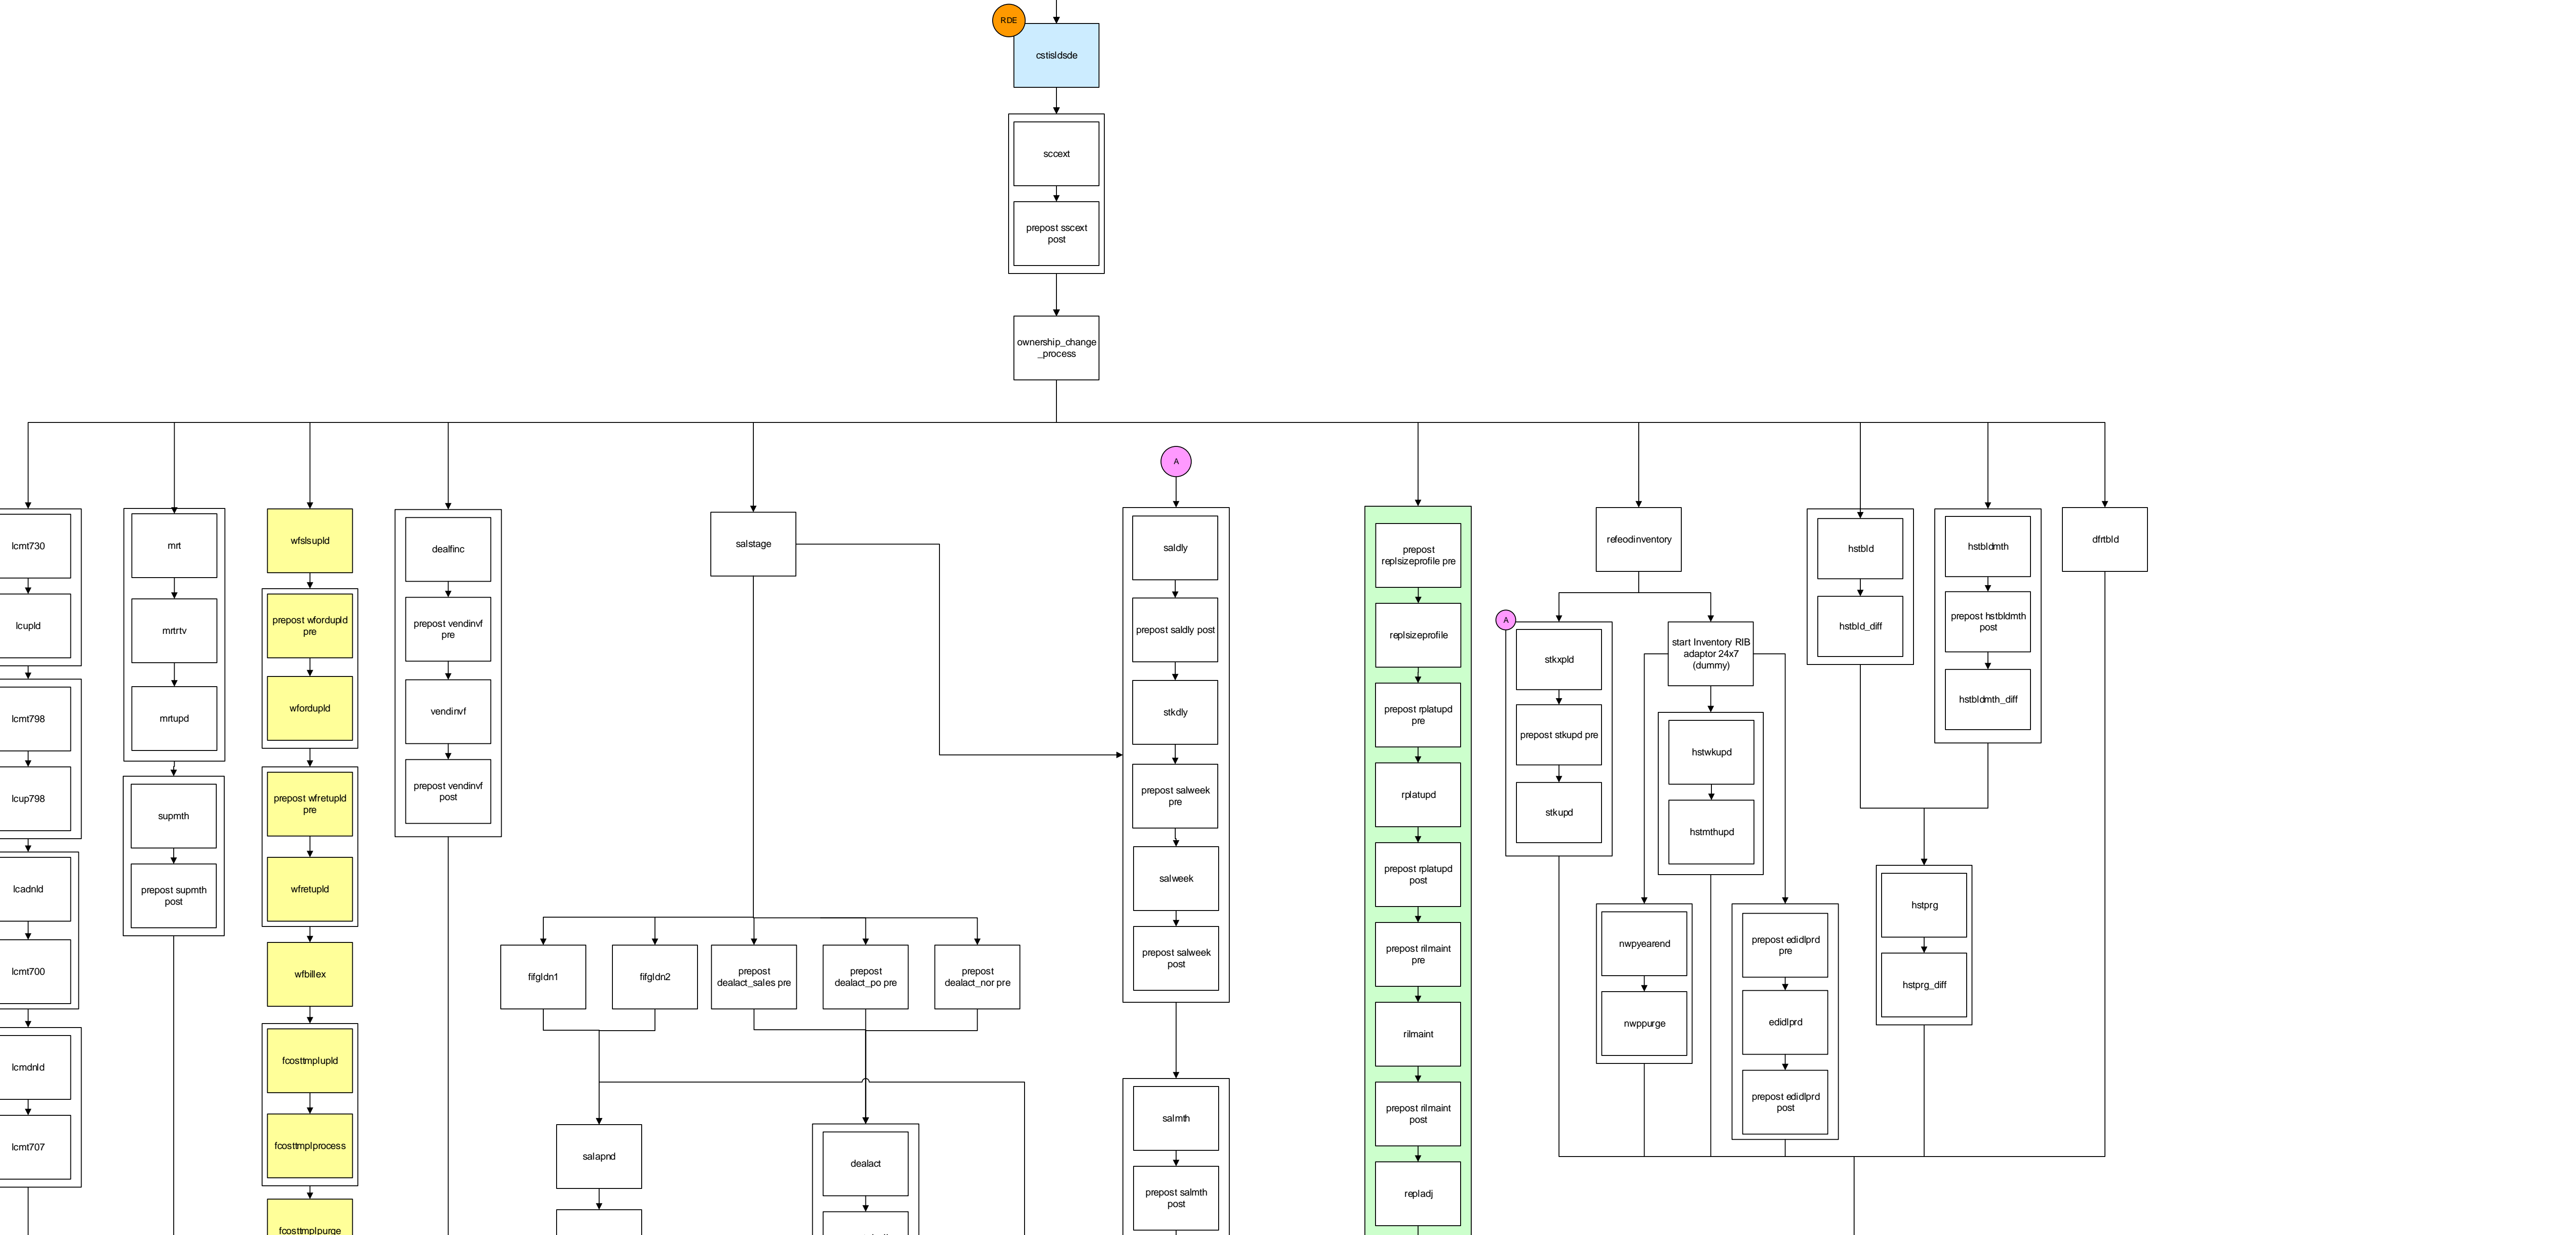 RDE
cstisldsde
sccext
prepost sscext
post
ownership_change
_process
A
lcmt730
lcupld
lcmt798
lcup798
lcadnld
lcmt700
lcmdnld
lcmt707
mrt
mrtrtv
mrtupd
supmth
prepost supmth
post
wfslsupld
prepost wfordupld
pre
wfordupld
prepost wfretupld
pre
wfretupld
wfbillex
fcosttmplupld
fcosttmplprocess
fcosttmplpurge
dealfinc
prepost vendinvf
pre
vendinvf
prepost vendinvf
post
salstage
fifgldn1
fifgldn2
prepost
dealact_sales pre
prepost
dealact_po pre
prepost
dealact_nor pre
salapnd
dealact
saldly
prepost saldly post
stkdly
prepost salweek
pre
salweek
prepost salweek
post
salmth
prepost salmth
post
prepost
replsizeprofile pre
replsizeprofile
prepost rplatupd
pre
rplatupd
prepost rplatupd
post
prepost rilmaint
pre
rilmaint
prepost rilmaint
post
repladj
refeodinventory
A
stkxpld
prepost stkupd pre
stkupd
start Inventory RIB
adaptor 24x7
(dummy)
hstwkupd
hstmthupd
nwpyearend
nwppurge
prepost edidlprd
pre
edidlprd
prepost edidlprd
post
hstbld
hstbld_diff
hstbldmth
prepost hstbldmth
post
hstbldmth_diff
hstprg
hstprg_diff
dfrtbld